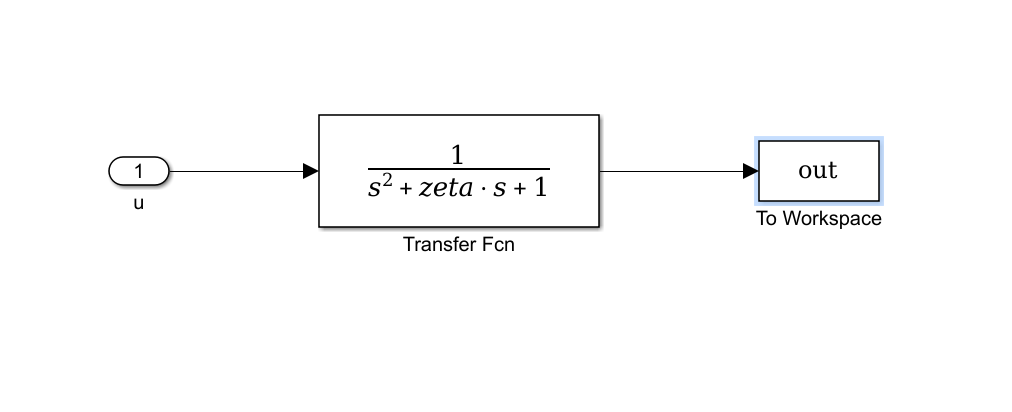 1
u
1
s² + zeta · s + 1
Transfer Fcn
out
To Workspace